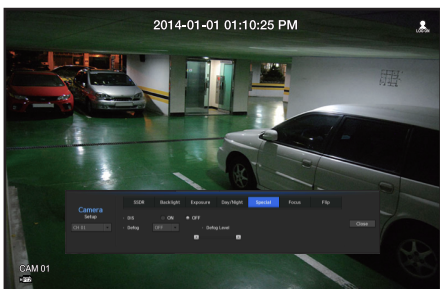 2014-01-01 01:10:25 PM
SSDR Backlight Exposure Day/Night Special Focus Flip
Camera
Setup
DIS ON OFF
CH 01 Defog OFF Defog Level
Close
CAM 01